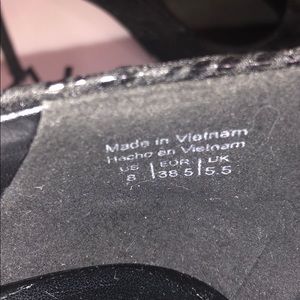 Made in Vietnam
Hecho en Vietnam
US | EUR | UK
8 | 38.5 | 5.5